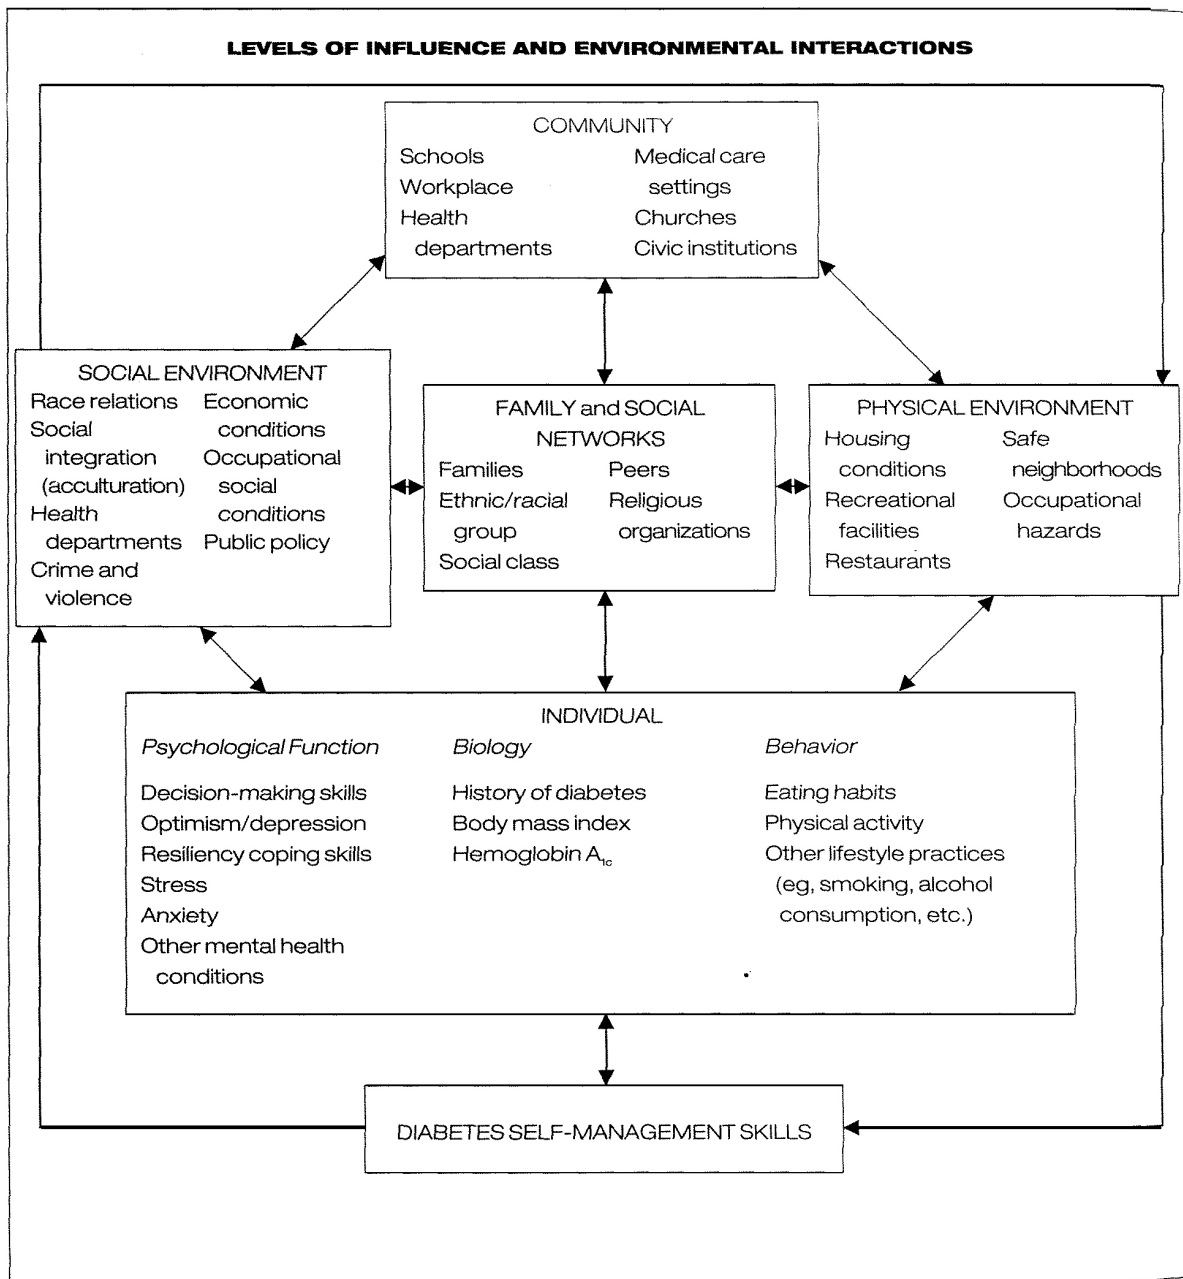 LEVELS OF INFLUENCE AND ENVIRONMENTAL INTERACTIONS
COMMUNITY
Schools
Workplace
Health
departments
Medical care
settings
Churches
Civic institutions
SOCIAL ENVIRONMENT
Race relations
Social
integration
(acculturation)
Health
departments
Crime and
violence
Economic
conditions
Occupational
social
conditions
Public policy
FAMILY and SOCIAL
NETWORKS
Families
Ethnic/racial
group
Social class
Peers
Religious
organizations
PHYSICAL ENVIRONMENT
Housing
conditions
Recreational
facilities
Restaurants
Safe
neighborhoods
Occupational
hazards
INDIVIDUAL
Psychological Function
Decision-making skills
Optimism/depression
Resiliency coping skills
Stress
Anxiety
Other mental health
conditions
Biology
History of diabetes
Body mass index
Hemoglobin A1c
Behavior
Eating habits
Physical activity
Other lifestyle practices
(eg, smoking, alcohol
consumption, etc.)
DIABETES SELF-MANAGEMENT SKILLS